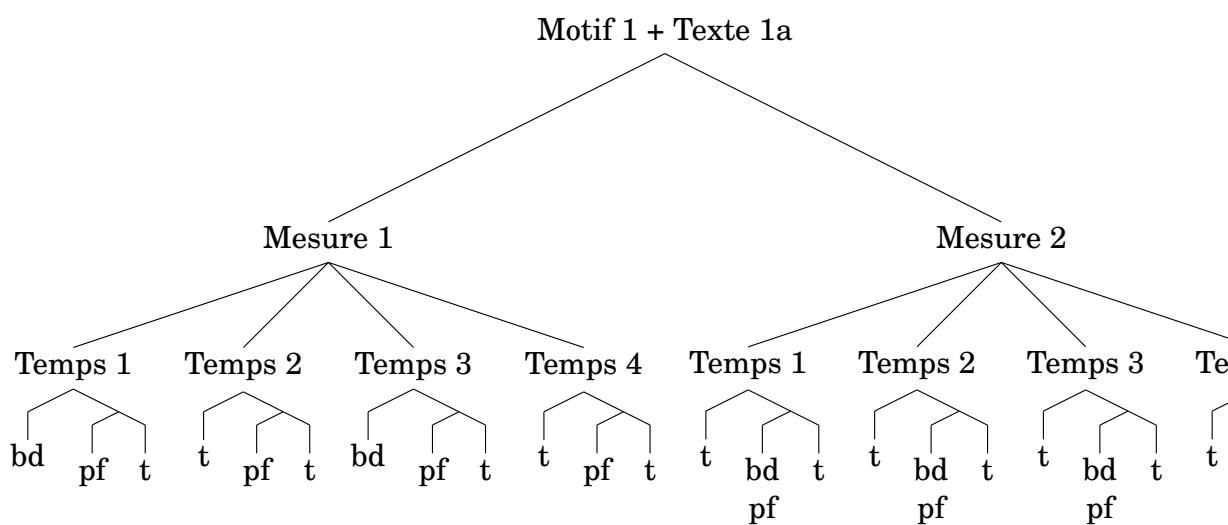 Motif 1 + Texte 1a
Mesure 1 Mesure 2
Temps 1 Temps 2 Temps 3 Temps 4 Temps 1 Temps 2 Temps 3 Te
bd pf t t pf t bd pf t t pf t t bd t t bd t t bd t t
pf pf pf